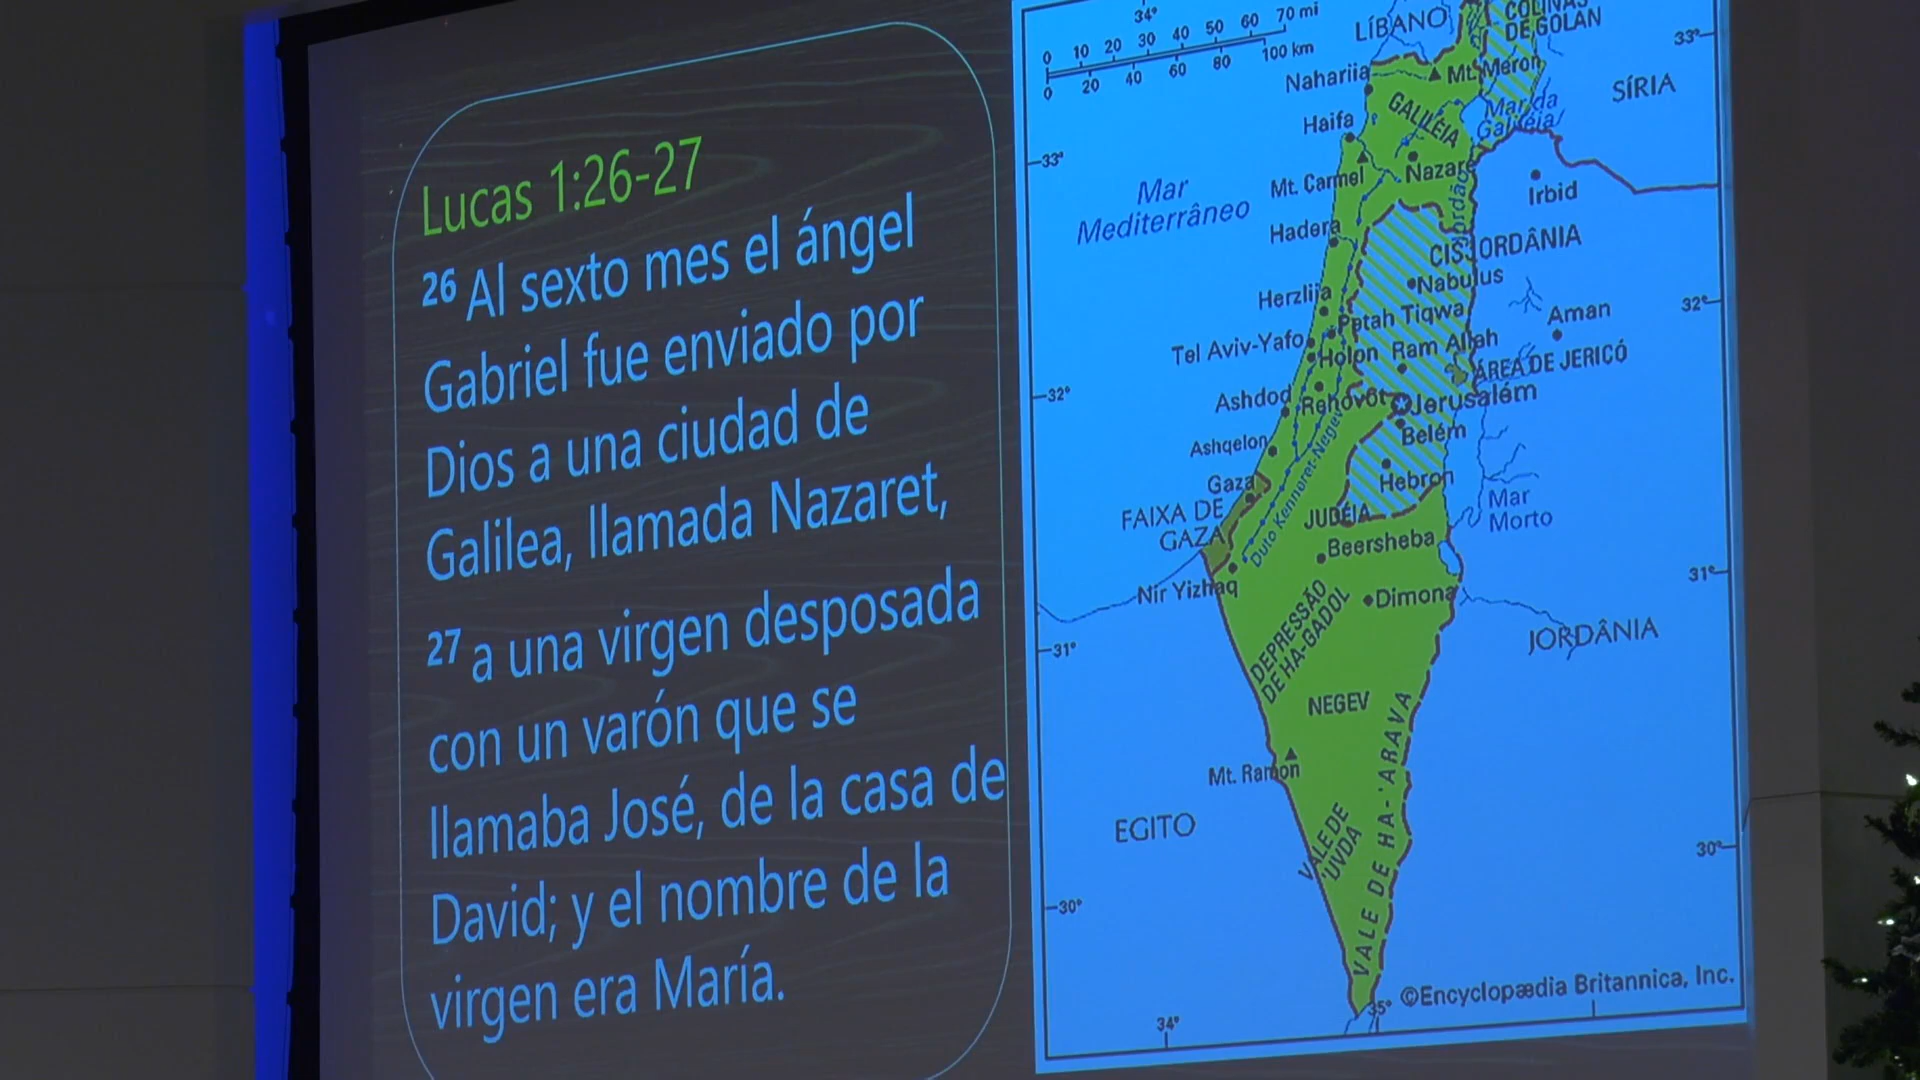 Lucas 1:26-27
26 Al sexto mes el ángel
Gabriel fue enviado por
Dios a una ciudad de
Galilea, llamada Nazaret,
27 a una virgen desposada
con un varón que se
llamaba José, de la casa de
David; y el nombre de la
virgen era María.
34°
0 10 20 30 40 50 60 70 mi
0 20 40 60 80 100 km
LÍBANO
COLINAS
DE GOLAN
33°
Nahariia
Mt. Meron
SÍRIA
GALILÉIA
Mar da
Galiléia
Haifa
33°
Mt. Carmel
Nazaré
Jordão
Irbid
Mar
Mediterrâneo
Hadera
CISJORDÂNIA
Nabulus
Herzlija
32°
Petah Tiqwa
Aman
Tel Aviv-Yafo
Holon
Ram Allah
ÁREA DE JERICÓ
32°
Ashdod
Rehovot
Jerusalém
Belém
Ashqelon
Gaza
Hebron
Duto Kenneret-Negev
FAIXA DE
GAZA
JUDÉIA
Mar
Morto
Beersheba
31°
Nir Yizhaq
Dimona
DEPRESSÃO
DE HA-GADOL
JORDÂNIA
31°
NEGEV
Mt. Ramon
VALE DE HA-'ARAVA
EGITO
VALE DE
'UVDA
30°
30°
©Encyclopædia Britannica, Inc.
34°
35°